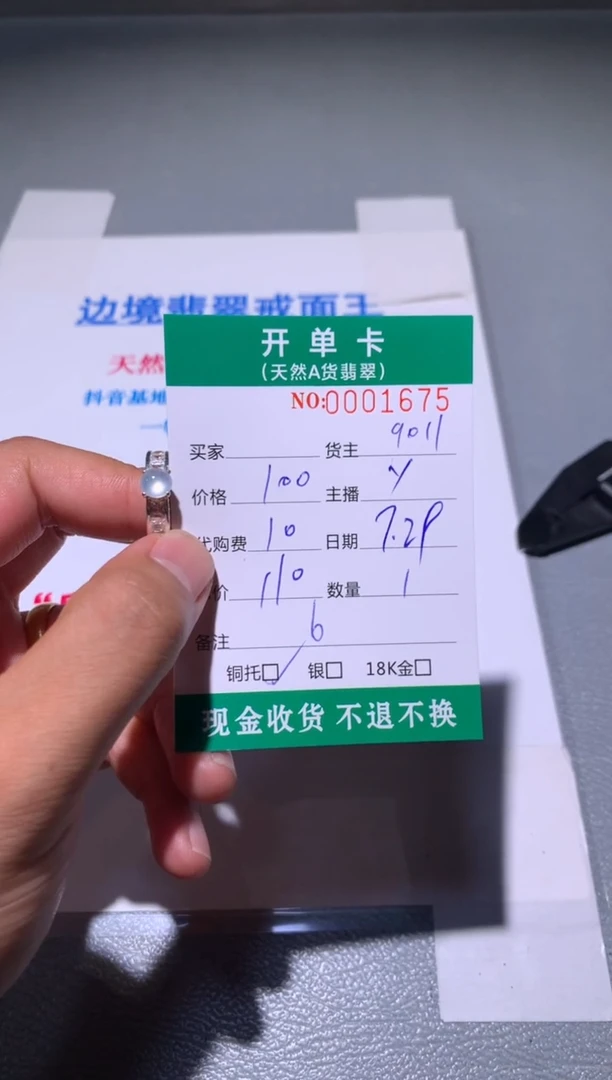 边境翡翠戒面王
天然
抖音基地
一
开单卡
(天然A货翡翠)
NO:0001675
买家 货主 9011
价格 100 主播 y
代购费 10 日期 7.29
价 110 数量 1
备注 6
铜托☑ 银□ 18K金□
现金收货 不退不换